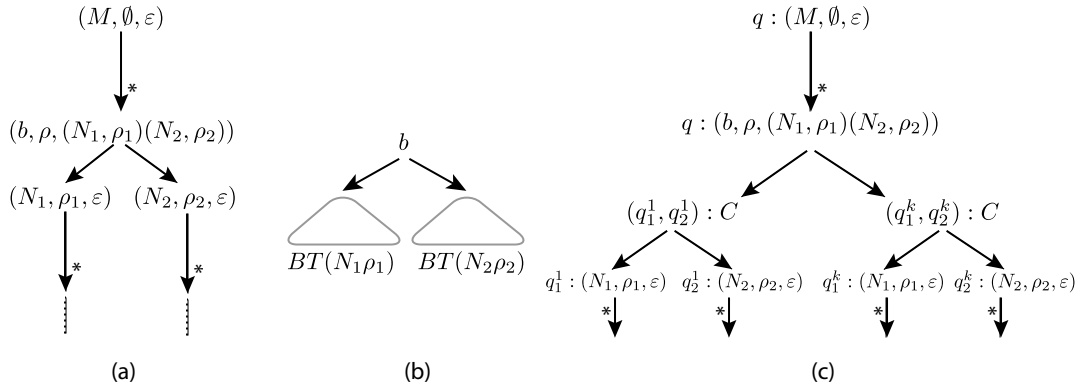 (M, ∅, ε)
*
(b, ρ, (N₁, ρ₁)(N₂, ρ₂))
(N₁, ρ₁, ε) (N₂, ρ₂, ε)
* *
(a)
b
BT(N₁ρ₁) BT(N₂ρ₂)
(b)
q : (M, ∅, ε)
*
q : (b, ρ, (N₁, ρ₁)(N₂, ρ₂))
(q₁¹, q₂¹) : C (q₁ᵏ, q₂ᵏ) : C
q₁¹ : (N₁, ρ₁, ε) q₂¹ : (N₂, ρ₂, ε) q₁ᵏ : (N₁, ρ₁, ε) q₂ᵏ : (N₂, ρ₂, ε)
* * * *
(c)